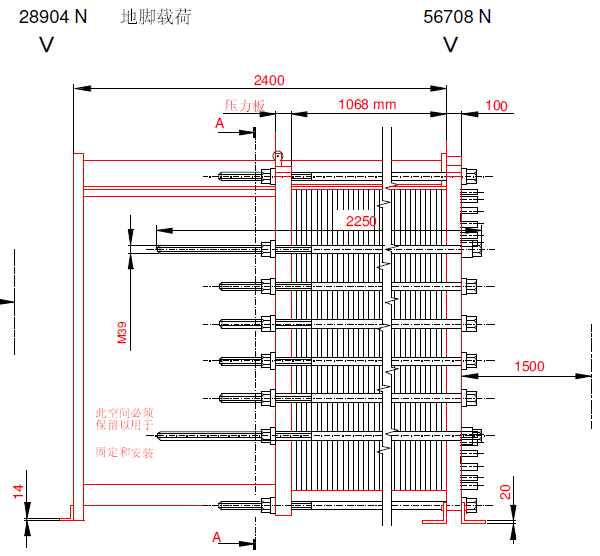 28904 N 地脚载荷 56708 N
V V
2400
压力板 1068 mm 100
A
2250
M39
1500
此空间必须
保留以用于
固定和安装
14
20
A